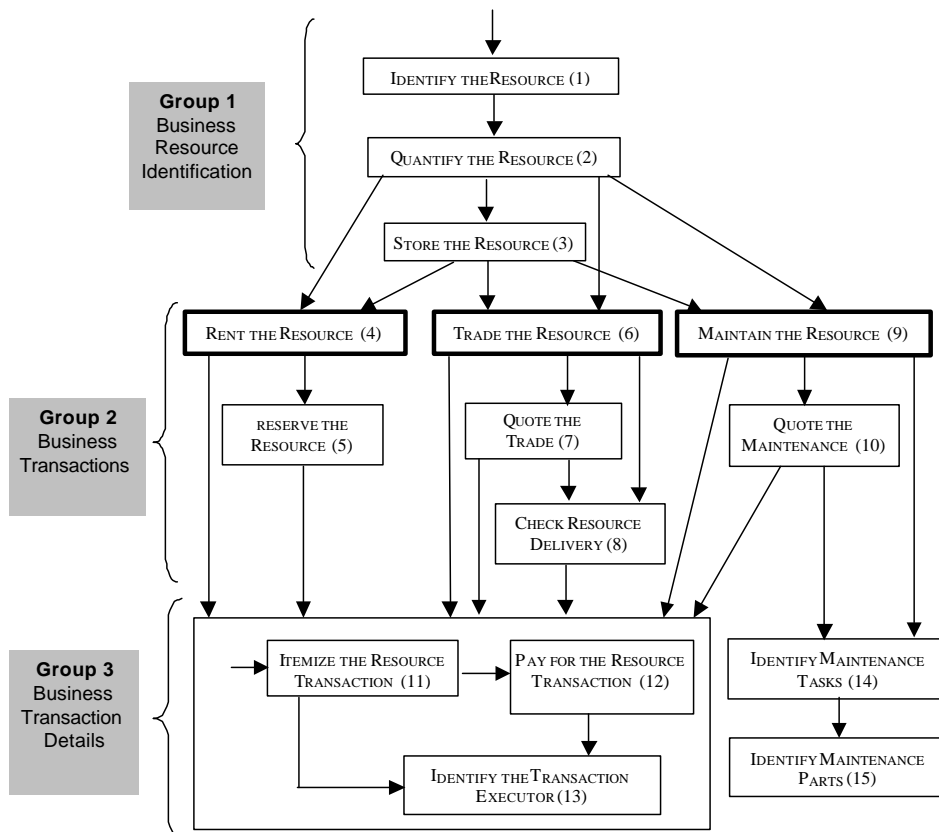 IDENTIFY THE RESOURCE (1)
Group 1
Business
Resource
Identification
QUANTIFY THE RESOURCE (2)
STORE THE RESOURCE (3)
RENT THE RESOURCE (4)
TRADE THE RESOURCE (6)
MAINTAIN THE RESOURCE (9)
Group 2
Business
Transactions
RESERVE THE
RESOURCE (5)
QUOTE THE
TRADE (7)
QUOTE THE
MAINTENANCE (10)
CHECK RESOURCE
DELIVERY (8)
Group 3
Business
Transaction
Details
ITEMIZE THE RESOURCE
TRANSACTION (11)
PAY FOR THE RESOURCE
TRANSACTION (12)
IDENTIFY MAINTENANCE
TASKS (14)
IDENTIFY THE TRANSACTION
EXECUTOR (13)
IDENTIFY MAINTENANCE
PARTS (15)